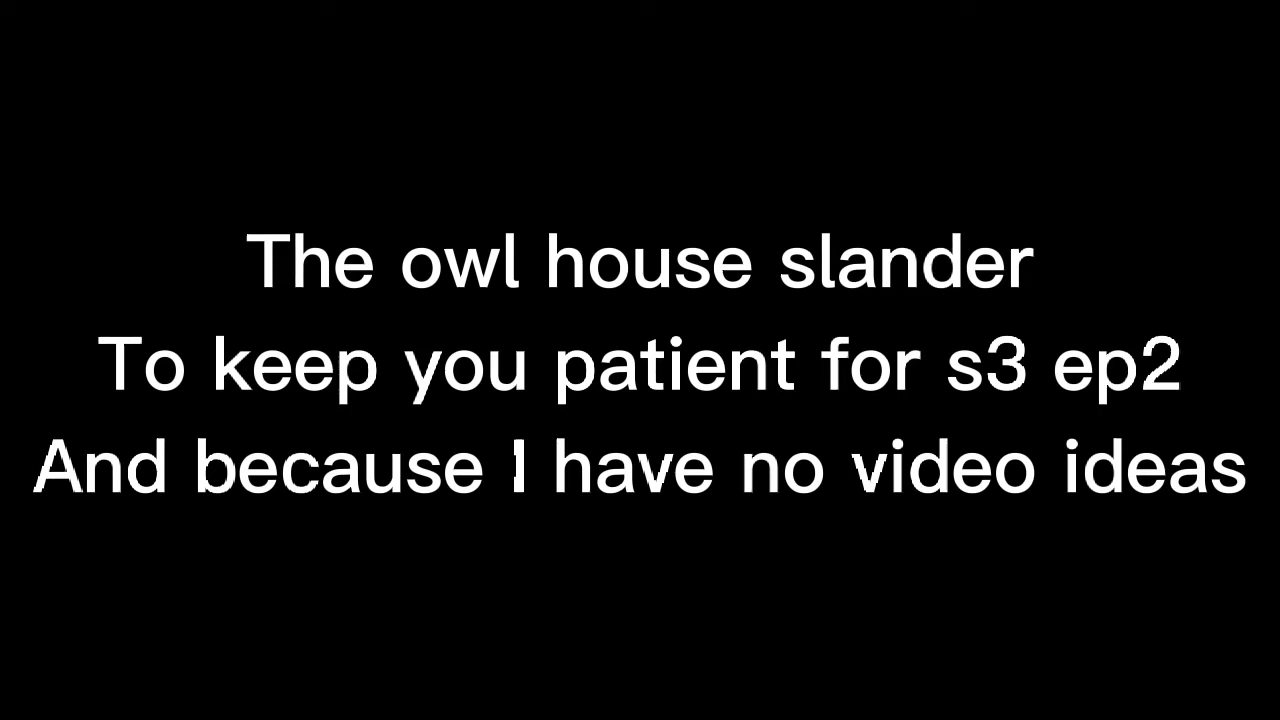 The owl house slander
To keep you patient for s3 ep2
And because I have no video ideas